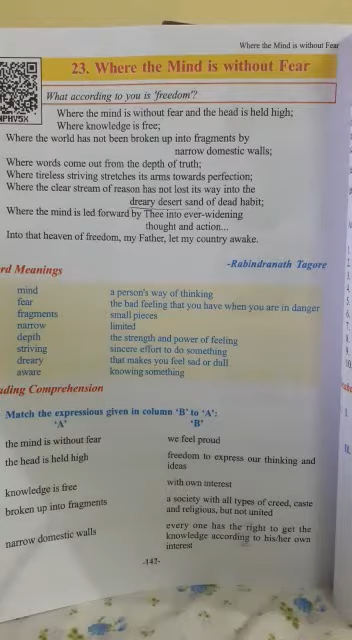 Where the Mind is without Fear
23. Where the Mind is without Fear
What according to you is 'freedom'?
Where the mind is without fear and the head is held high;
Where knowledge is free;
Where the world has not been broken up into fragments by
narrow domestic walls;
Where words come out from the depth of truth;
Where tireless striving stretches its arms towards perfection;
Where the clear stream of reason has not lost its way into the
dreary desert sand of dead habit;
Where the mind is led forward by Thee into ever-widening
thought and action...
Into that heaven of freedom, my Father, let my country awake.
-Rabindranath Tagore
rd Meanings
mind a person's way of thinking
fear the bad feeling that you have when you are in danger
fragments small pieces
narrow limited
depth the strength and power of feeling
striving sincere effort to do something
dreary that makes you feel sad or dull
aware knowing something
ading Comprehension
Match the expressions given in column 'B' to 'A':
'A' 'B'
the mind is without fear we feel proud
the head is held high freedom to express our thinking and
ideas
knowledge is free with own interest
broken up into fragments a society with all types of creed, caste
and religious, but not united
narrow domestic walls every one has the right to get the
knowledge according to his/her own
interest
-142-